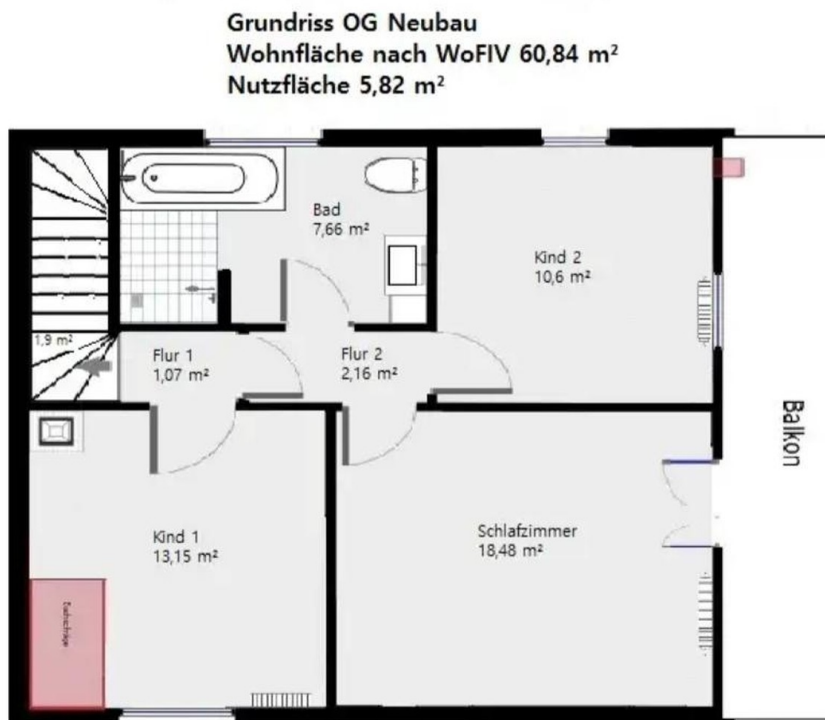 Grundriss OG Neubau
Wohnfläche nach WoFIV 60,84 m²
Nutzfläche 5,82 m²
Bad
7,66 m²
Kind 2
10,6 m²
1,9 m²
Flur 1
1,07 m²
Flur 2
2,16 m²
Balkon
Kind 1
13,15 m²
Schlafzimmer
18,48 m²
Dachschräge